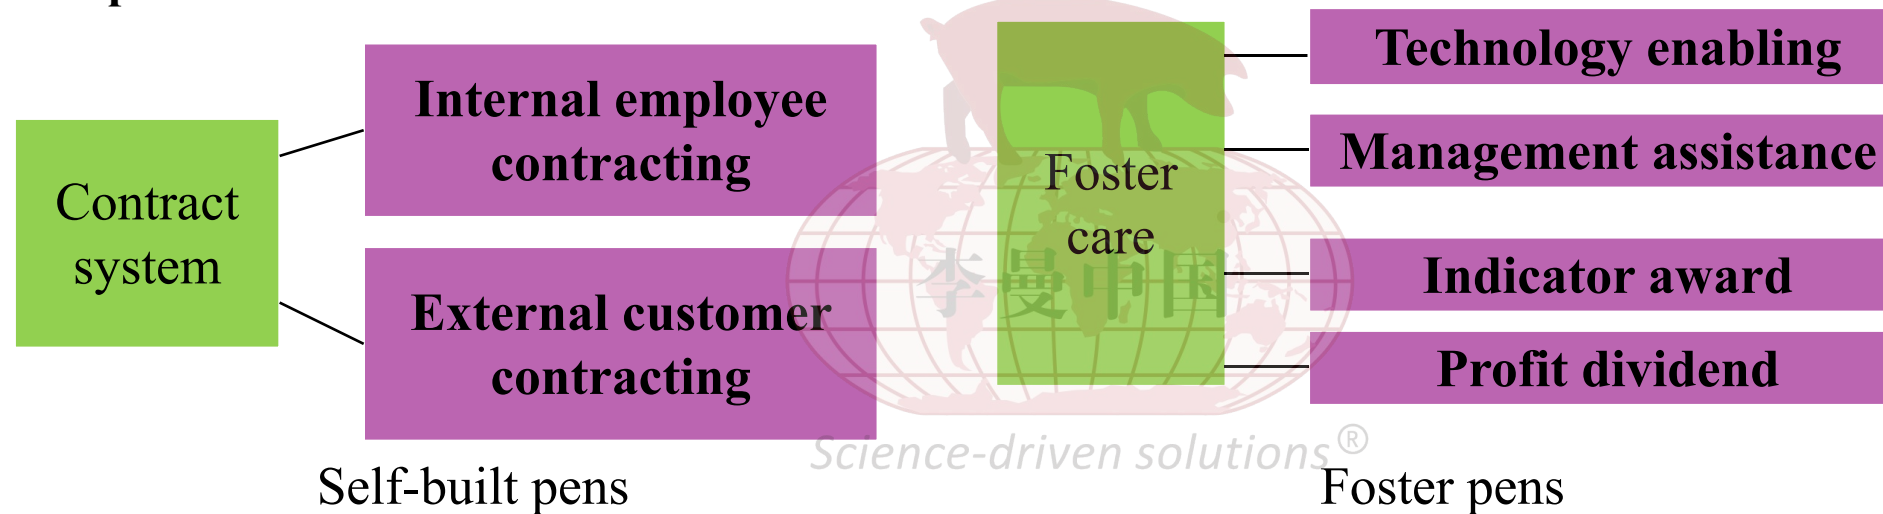 Contract
system
Internal employee
contracting
External customer
contracting
Self-built pens
Foster
care
Technology enabling
Management assistance
Indicator award
Profit dividend
Foster pens
李曼中国
Science-driven solutions®